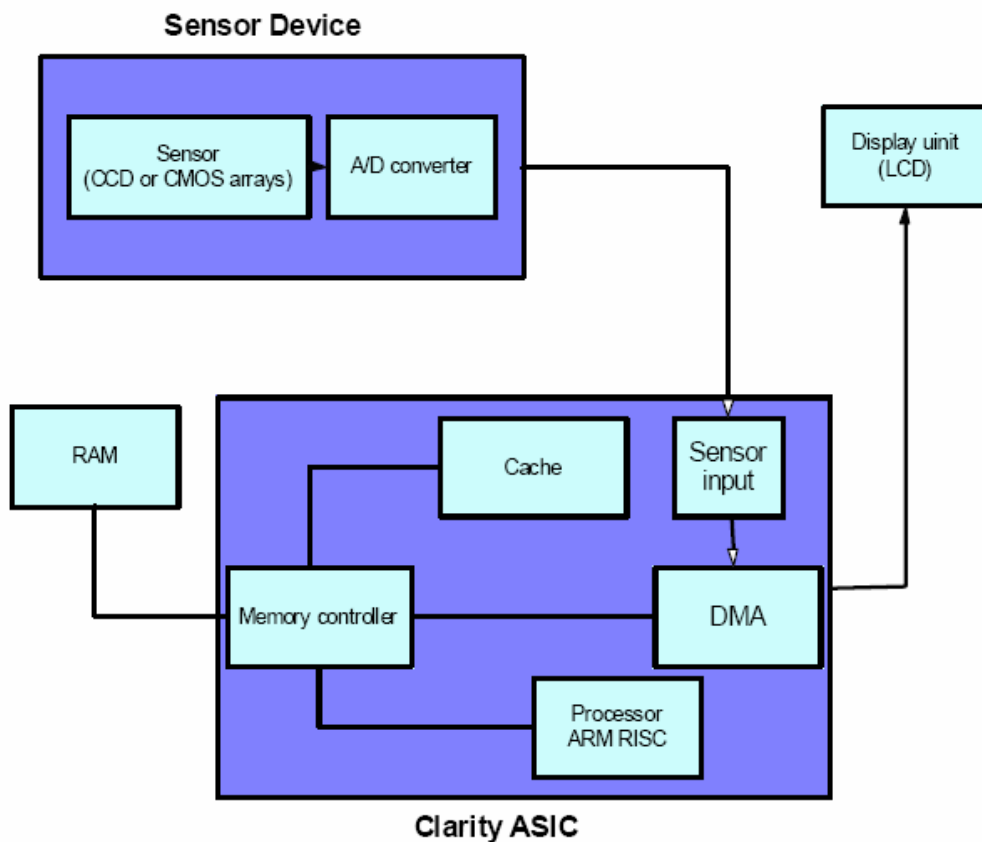 Sensor Device
Sensor
(CCD or CMOS arrays)
A/D converter
Display uinit
(LCD)
RAM
Cache
Sensor
input
Memory controller
DMA
Processor
ARM RISC
Clarity ASIC